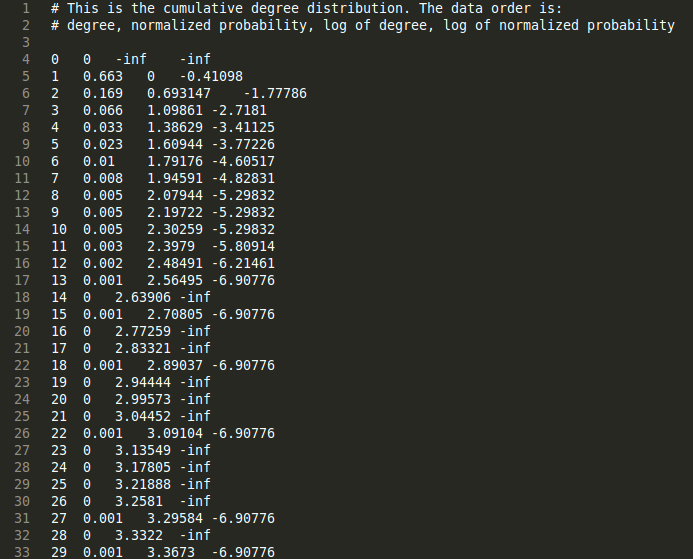 1 # This is the cumulative degree distribution. The data order is:
2 # degree, normalized probability, log of degree, log of normalized probability
3
4 0 0 -inf -inf
5 1 0.663 0 -0.41098
6 2 0.169 0.693147 -1.77786
7 3 0.066 1.09861 -2.7181
8 4 0.033 1.38629 -3.41125
9 5 0.023 1.60944 -3.77226
10 6 0.01 1.79176 -4.60517
11 7 0.008 1.94591 -4.82831
12 8 0.005 2.07944 -5.29832
13 9 0.005 2.19722 -5.29832
14 10 0.005 2.30259 -5.29832
15 11 0.003 2.3979 -5.80914
16 12 0.002 2.48491 -6.21461
17 13 0.001 2.56495 -6.90776
18 14 0 2.63906 -inf
19 15 0.001 2.70805 -6.90776
20 16 0 2.77259 -inf
21 17 0 2.83321 -inf
22 18 0.001 2.89037 -6.90776
23 19 0 2.94444 -inf
24 20 0 2.99573 -inf
25 21 0 3.04452 -inf
26 22 0.001 3.09104 -6.90776
27 23 0 3.13549 -inf
28 24 0 3.17805 -inf
29 25 0 3.21888 -inf
30 26 0 3.2581 -inf
31 27 0.001 3.29584 -6.90776
32 28 0 3.3322 -inf
33 29 0.001 3.3673 -6.90776